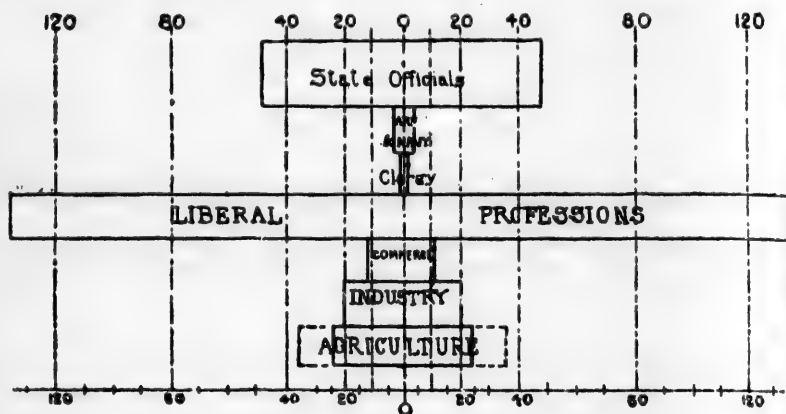 120 80 40 20 0 20 40 80 120
State Officials
& NAVY
Clergy
LIBERAL PROFESSIONS
COMMERCE
INDUSTRY
AGRICULTURE
120 80 40 20 0 20 40 80 120